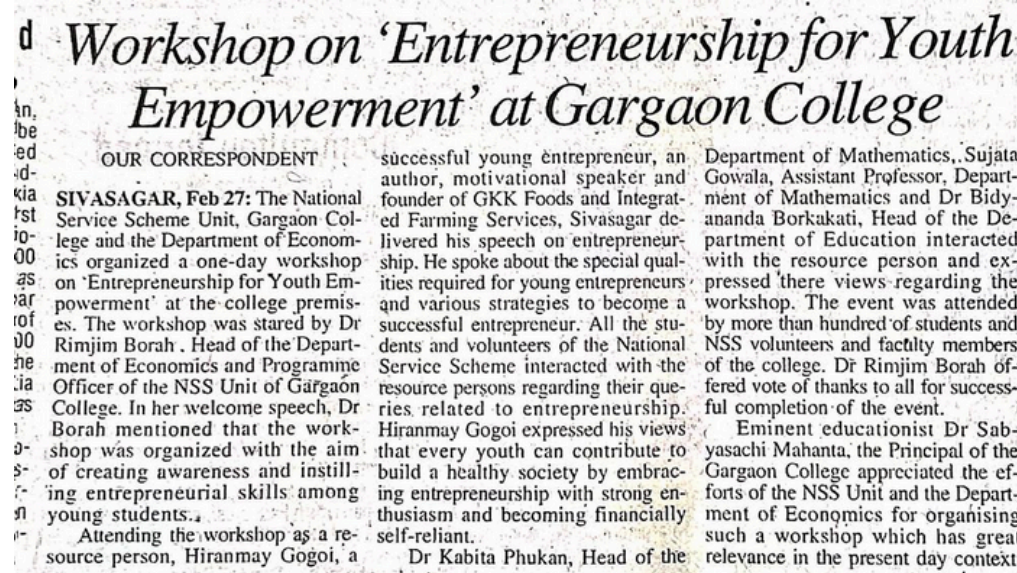 Workshop on ‘Entrepreneurship for Youth
Empowerment’ at Gargaon College
OUR CORRESPONDENT
SIVASAGAR, Feb 27: The National
Service Scheme Unit, Gargaon Col-
lege and the Department of Econom-
ics organized a one-day workshop
on ‘Entrepreneurship for Youth Em-
powerment’ at the college premis-
es. The workshop was stared by Dr
Rimjim Borah, Head of the Depart-
ment of Economics and Programme
Officer of the NSS Unit of Gargaon
College. In her welcome speech, Dr
Borah mentioned that the work-
shop was organized with the aim
of creating awareness and instill-
ing entrepreneurial skills among
young students.
Attending the workshop as a re-
source person, Hiranmay Gogoi, a
successful young entrepreneur, an
author, motivational speaker and
founder of GKK Foods and Integrat-
ed Farming Services, Sivasagar de-
livered his speech on entrepreneur-
ship. He spoke about the special qual-
ities required for young entrepreneurs
and various strategies to become a
successful entrepreneur. All the stu-
dents and volunteers of the National
Service Scheme interacted with the
resource persons regarding their que-
ries related to entrepreneurship.
Hiranmay Gogoi expressed his views
that every youth can contribute to
build a healthy society by embrac-
ing entrepreneurship with strong en-
thusiasm and becoming financially
self-reliant.
Dr Kabita Phukan, Head of the
Department of Mathematics, Sujata
Gowala, Assistant Professor, Depart-
ment of Mathematics and Dr Bidy-
ananda Borkakati, Head of the De-
partment of Education interacted
with the resource person and ex-
pressed there views regarding the
workshop. The event was attended
by more than hundred of students and
NSS volunteers and faculty members
of the college. Dr Rimjim Borah of-
fered vote of thanks to all for success-
ful completion of the event.
Eminent educationist Dr Sab-
yasachi Mahanta, the Principal of the
Gargaon College appreciated the ef-
forts of the NSS Unit and the Depart-
ment of Economics for organising
such a workshop which has great
relevance in the present day context